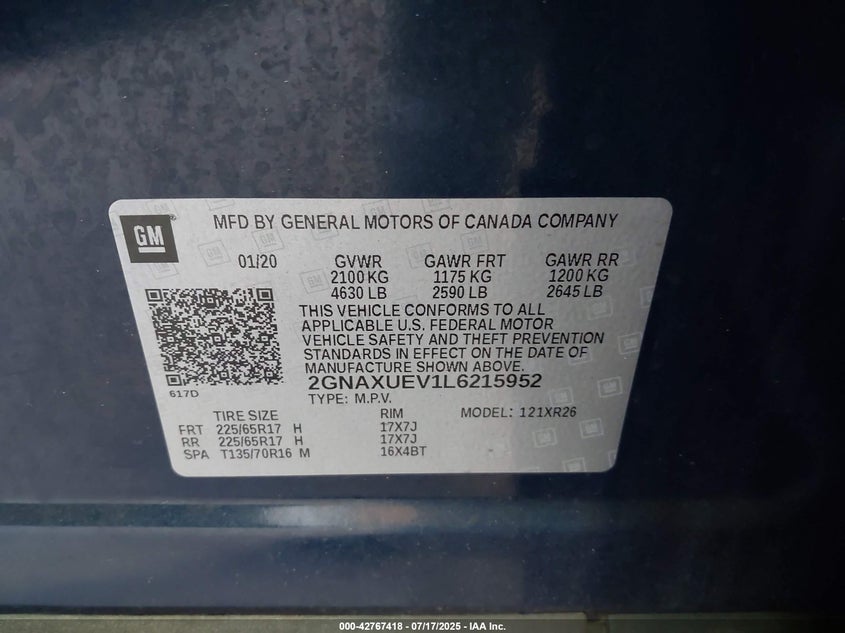 GM
MFD BY GENERAL MOTORS OF CANADA COMPANY
01/20 GVWR GAWR FRT GAWR RR
2100 KG 1175 KG 1200 KG
4630 LB 2590 LB 2645 LB
THIS VEHICLE CONFORMS TO ALL
APPLICABLE U.S. FEDERAL MOTOR
VEHICLE SAFETY AND THEFT PREVENTION
STANDARDS IN EFFECT ON THE DATE OF
MANUFACTURE SHOWN ABOVE.
617D
2GNAXUEV1L6215952
TYPE: M.P.V. MODEL: 121XR26
TIRE SIZE RIM
FRT 225/65R17 H 17X7J
RR 225/65R17 H 17X7J
SPA T135/70R16 M 16X4BT
000-42767418 - 07/17/2025 - IAA Inc.